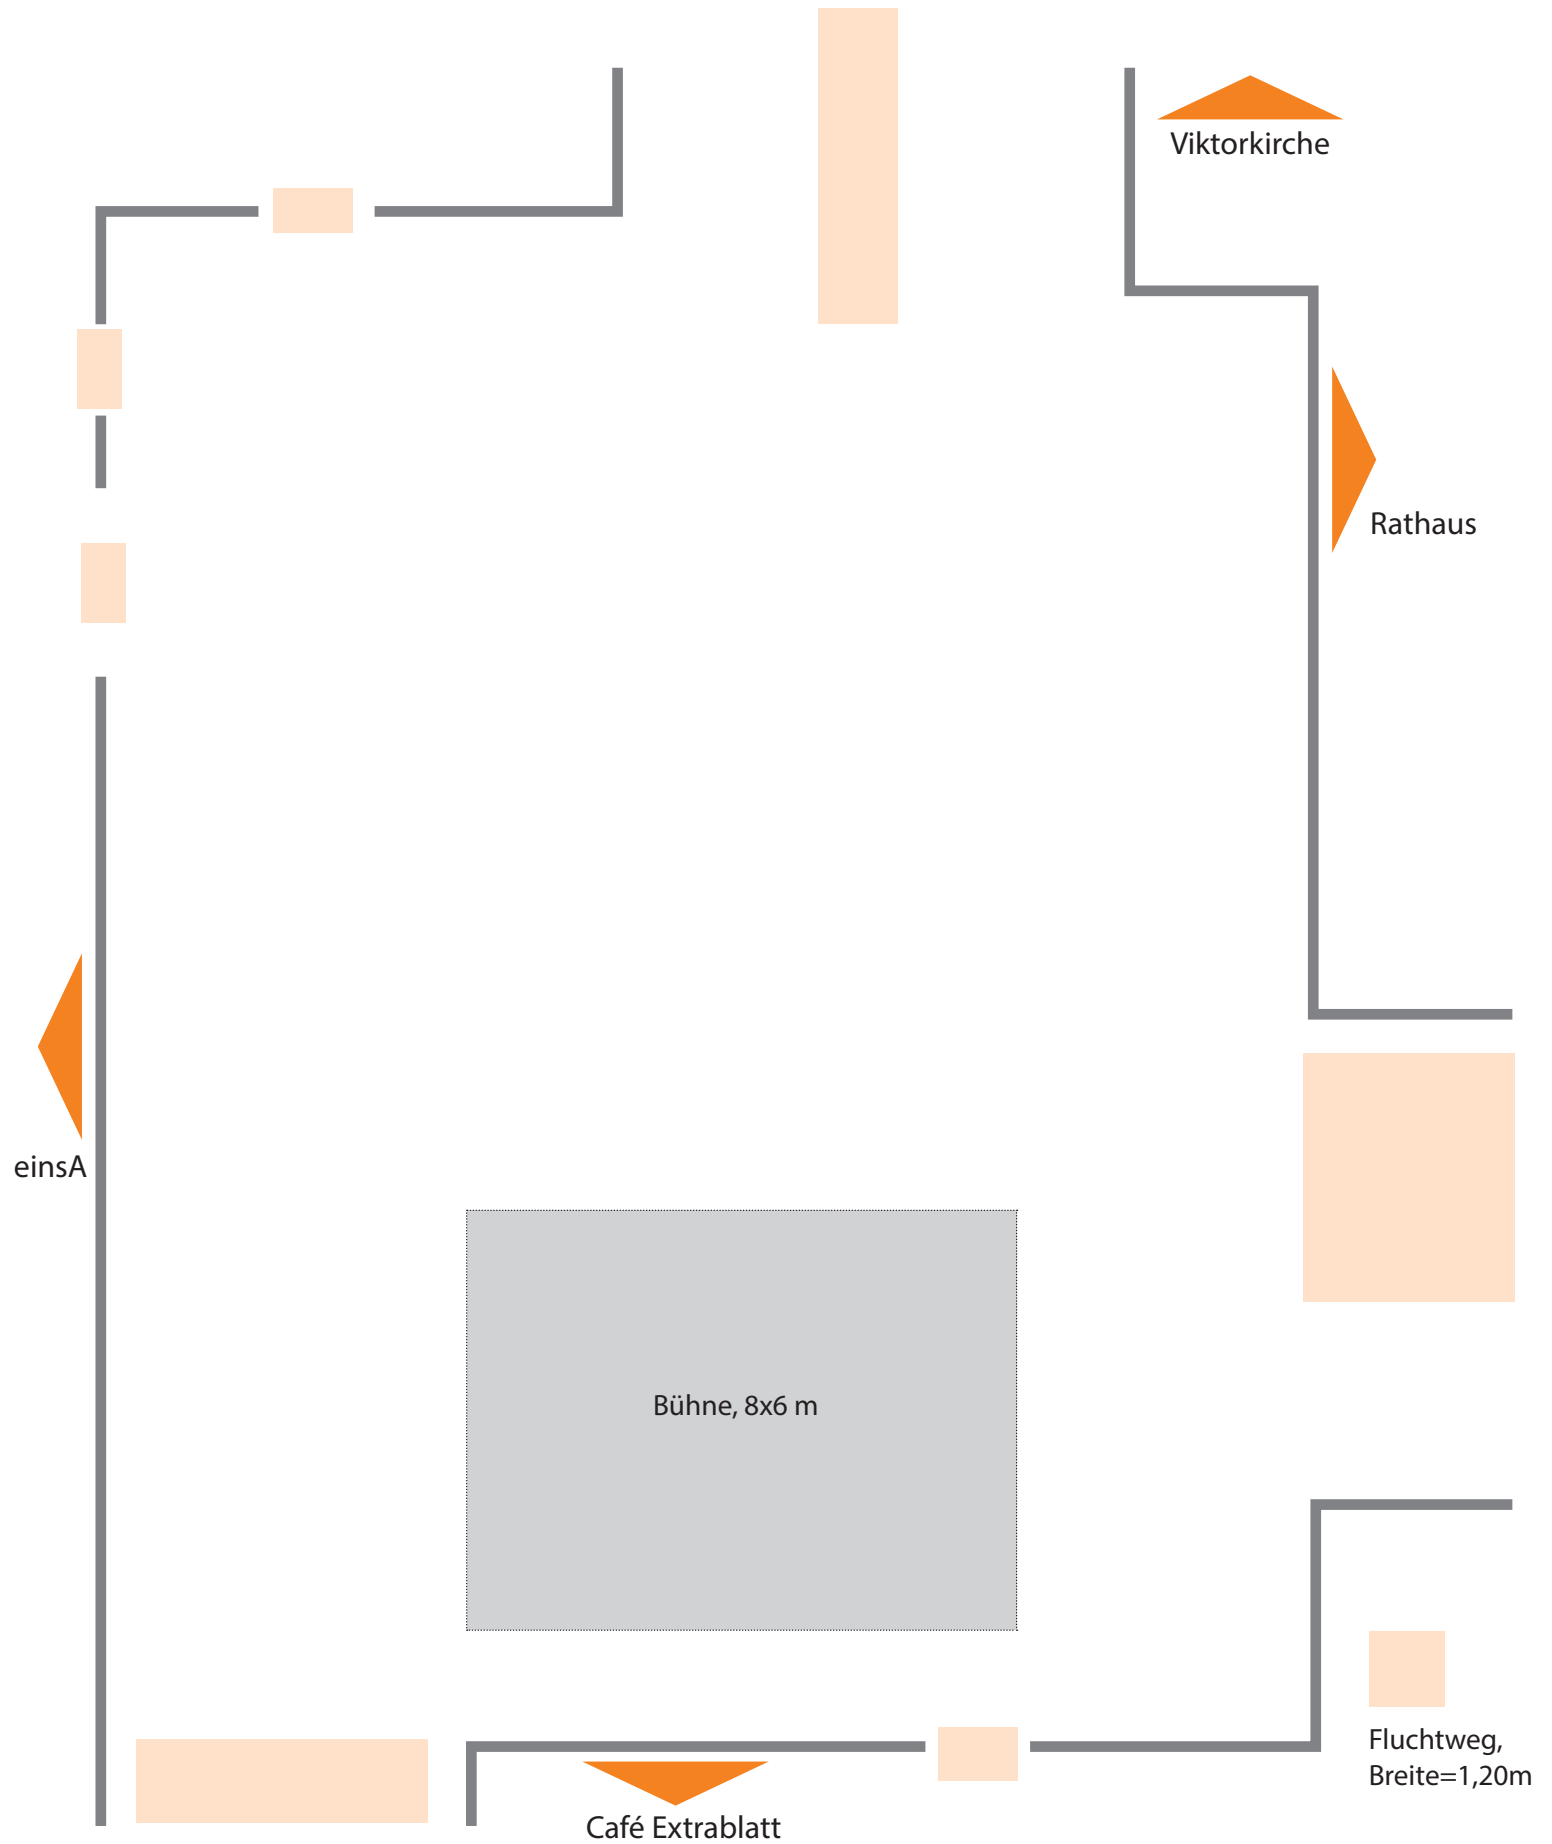 Viktorkirche
Rathaus
einsA
Bühne, 8x6 m
Fluchtweg,
Breite=1,20m
Café Extrablatt